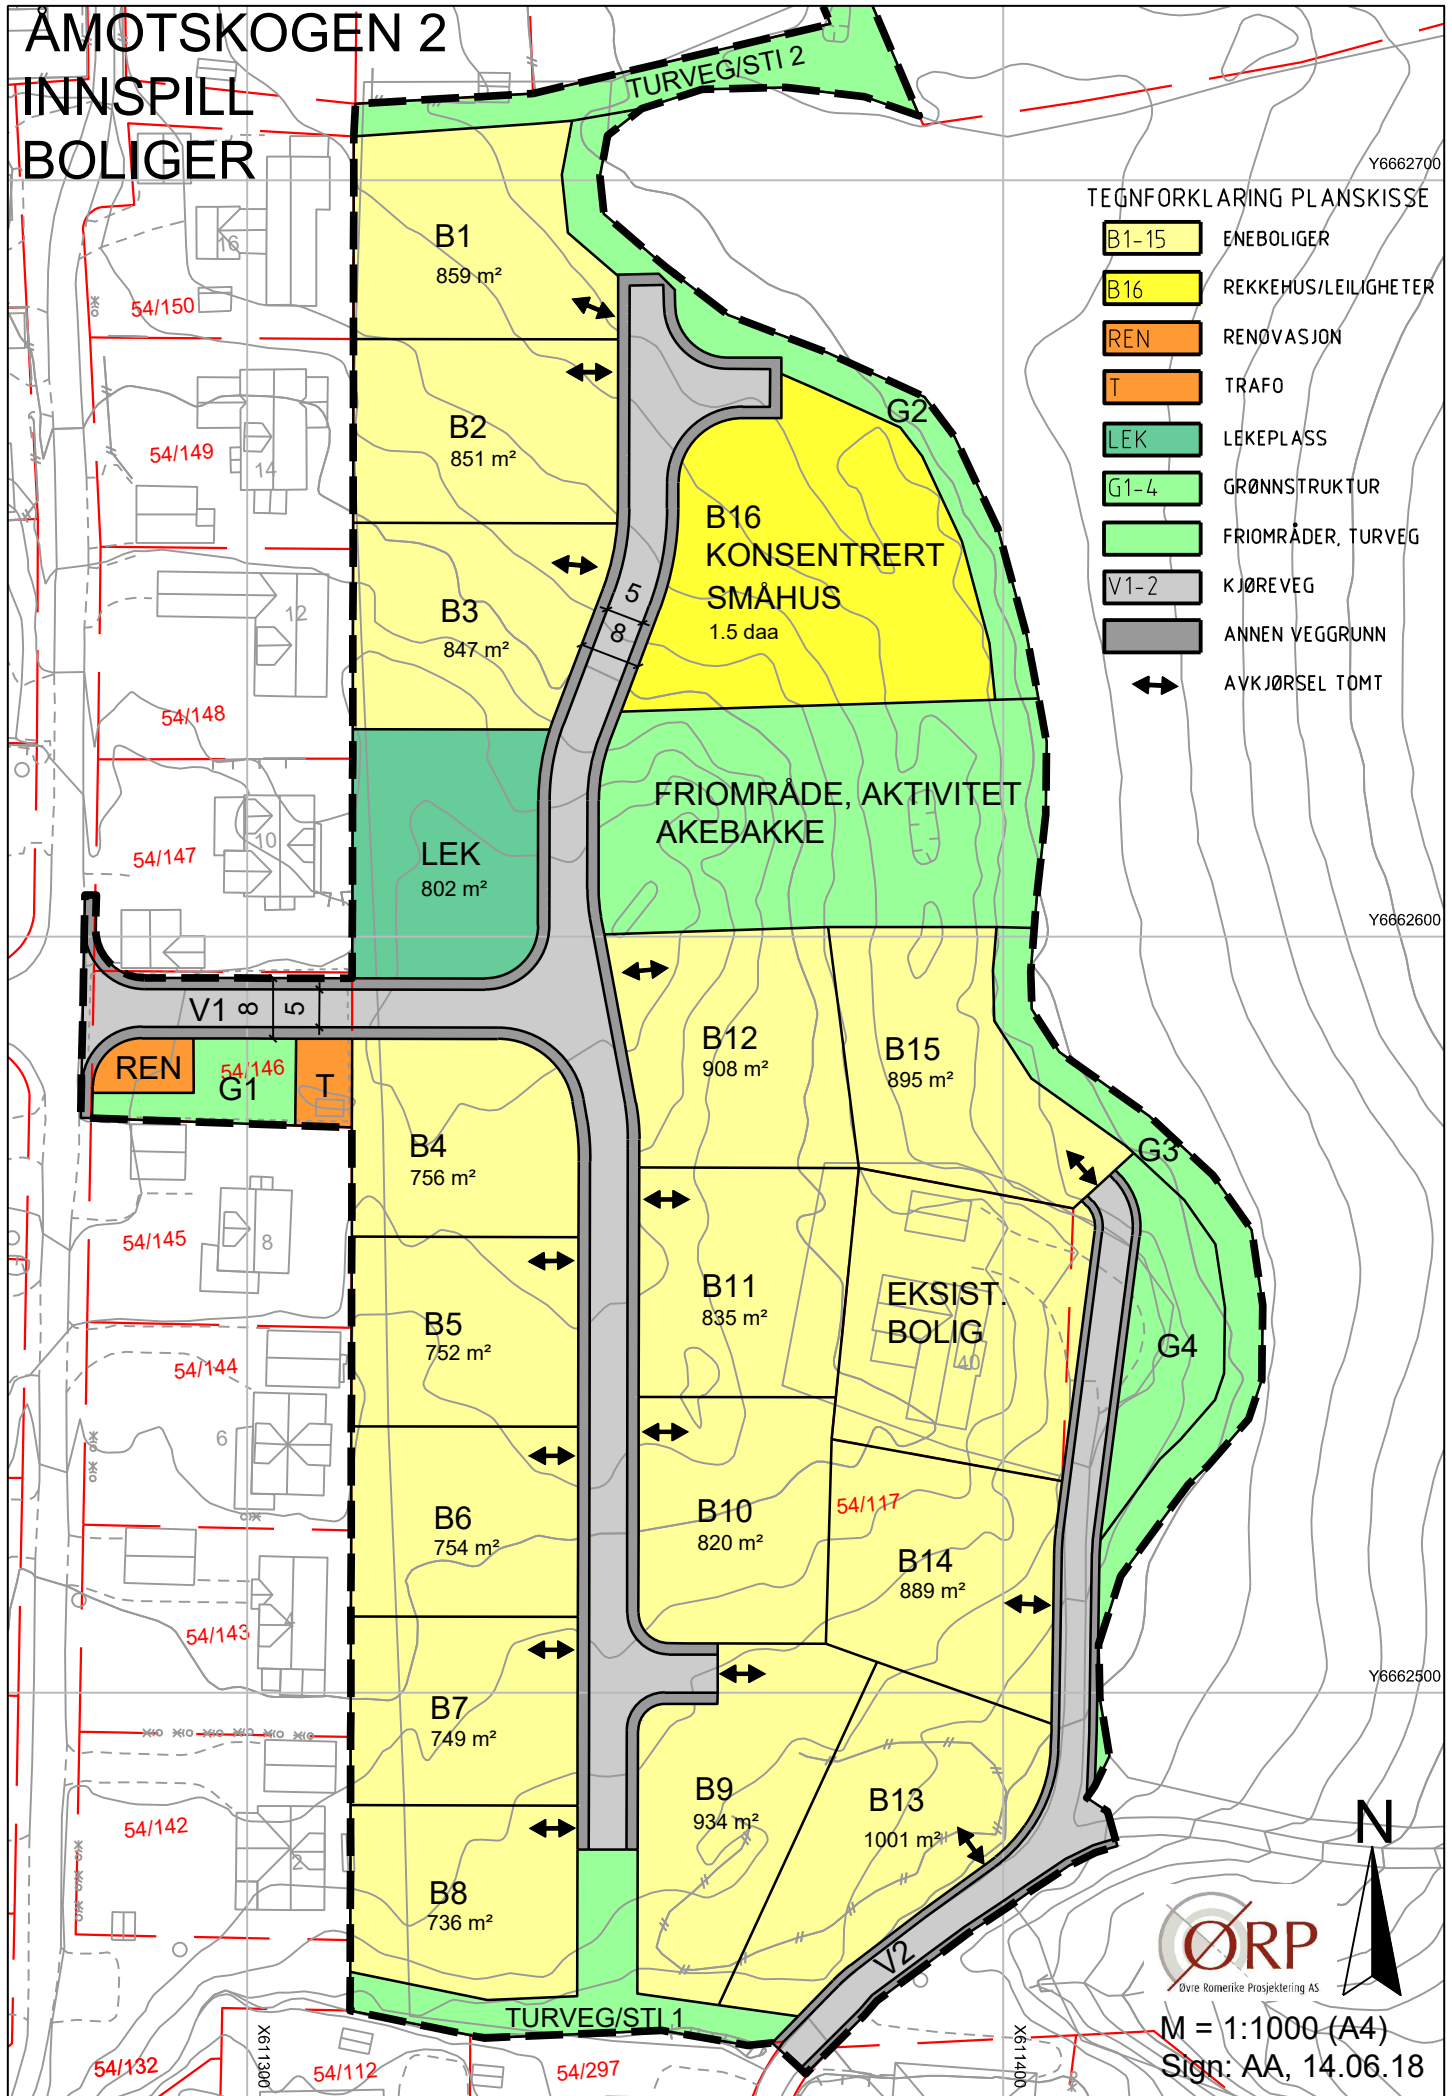 ÅMOTSKOGEN 2
INNSPILL
BOLIGER
TURVEG/STI 2
Y6662700
TEGNFORKLARING PLANSKISSE
B1-15 ENEBOLIGER
B16 REKKEHUS/LEILIGHETER
REN RENOVASJON
T TRAFO
LEK LEKEPLASS
G1-4 GRØNNSTRUKTUR
FRIOMRÅDER, TURVEG
V1-2 KJØREVEG
ANNEN VEGGRUNN
AVKJØRSEL TOMT
B1
859 m²
16
54/150
B2
851 m²
54/149
14
G2
B16
KONSENTRERT
SMÅHUS
1.5 daa
B3
847 m²
5
8
12
54/148
FRIOMRÅDE, AKTIVITET
AKEBAKKE
LEK
802 m²
10
54/147
Y6662600
V1
8
5
REN
54/146
G1
T
B12
908 m²
B15
895 m²
B4
756 m²
G3
54/145
8
B11
835 m²
EKSIST.
BOLIG
40
G4
B5
752 m²
54/144
6
B6
754 m²
B10
820 m²
54/117
B14
889 m²
54/143
4
Y6662500
B7
749 m²
B9
934 m²
B13
1001 m²
54/142
2
B8
736 m²
V2
N
ØRP
Øvre Romerike Prosjektering AS
TURVEG/STI 1
X611300
X611400
54/132
54/112
54/297
M = 1:1000 (A4)
Sign: AA, 14.06.18